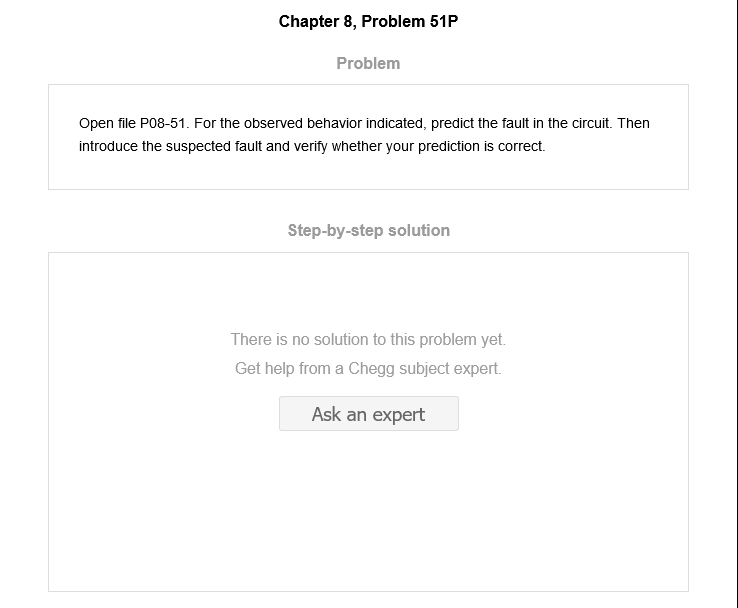 Chapter 8, Problem 51P
Problem
Open file P08-51. For the observed behavior indicated, predict the fault in the circuit. Then
introduce the suspected fault and verify whether your prediction is correct.
Step-by-step solution
There is no solution to this problem yet.
Get help from a Chegg subject expert.
Ask an expert